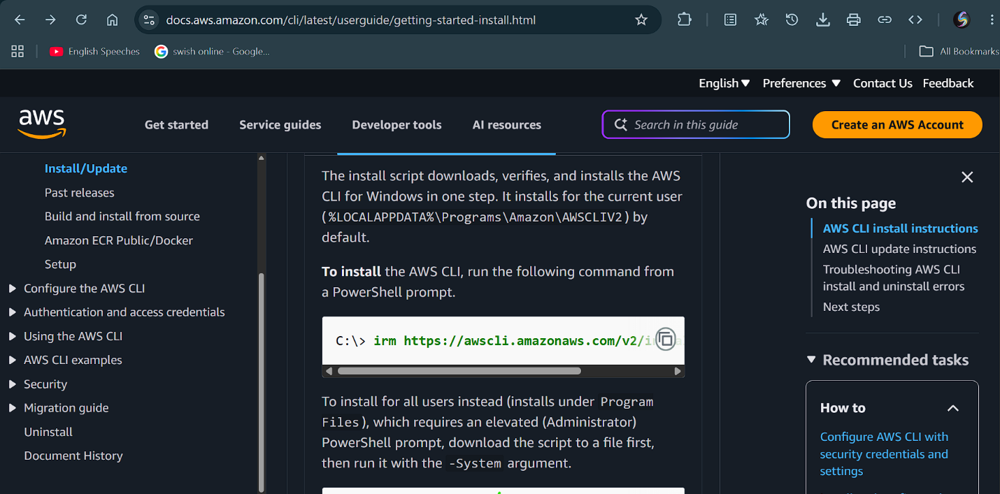 docs.aws.amazon.com/cli/latest/userguide/getting-started-install.html
English Speeches
swish online - Google...
All Bookmarks
English▼ Preferences ▼ Contact Us Feedback
aws
Get started Service guides Developer tools AI resources
Search in this guide
Create an AWS Account
Install/Update
Past releases
Build and install from source
Amazon ECR Public/Docker
Setup
Configure the AWS CLI
Authentication and access credentials
Using the AWS CLI
AWS CLI examples
Security
Migration guide
Uninstall
Document History
The install script downloads, verifies, and installs the AWS
CLI for Windows in one step. It installs for the current user
(%LOCALAPPDATA%\Programs\Amazon\AWSCLIV2) by
default.
To install the AWS CLI, run the following command from
a PowerShell prompt.
C:\> irm https://awscli.amazonaws.com/v2/
To install for all users instead (installs under Program
Files), which requires an elevated (Administrator)
PowerShell prompt, download the script to a file first,
then run it with the -System argument.
On this page
AWS CLI install instructions
AWS CLI update instructions
Troubleshooting AWS CLI
install and uninstall errors
Next steps
Recommended tasks
How to
Configure AWS CLI with
security credentials and
settings